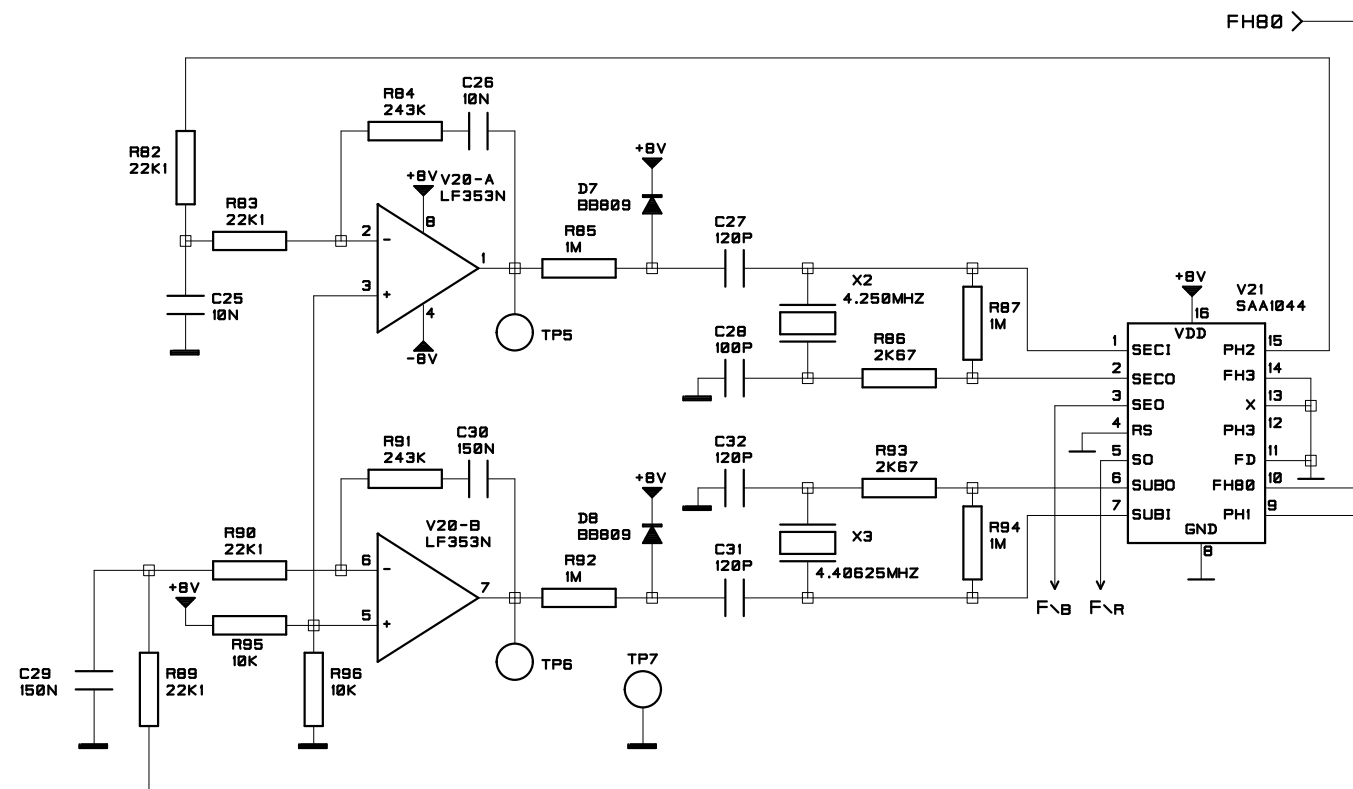 FH80
C26
10N
R84
243K
R82
22K1
+8V
V20-A
LF353N
+8V
D7
BB809
R83
22K1
8
2
-
1
R85
1M
C27
120P
3
+
4
-8V
C25
10N
TP5
X2
4.250MHZ
R87
1M
C28
100P
R86
2K67
+8V
V21
SAA1044
16
VDD
1
SECI
PH2
15
2
SECO
FH3
14
3
SEO
X
13
4
RS
PH3
12
5
SO
FD
11
6
SUBO
FH80
10
7
SUBI
PH1
9
GND
8
F\B
F\R
C30
150N
R91
243K
C32
120P
R93
2K67
+8V
D8
BB809
V20-B
LF353N
R90
22K1
6
-
7
R92
1M
C31
120P
X3
4.40625MHZ
R94
1M
+8V
5
+
R95
10K
TP6
TP7
C29
150N
R89
22K1
R96
10K